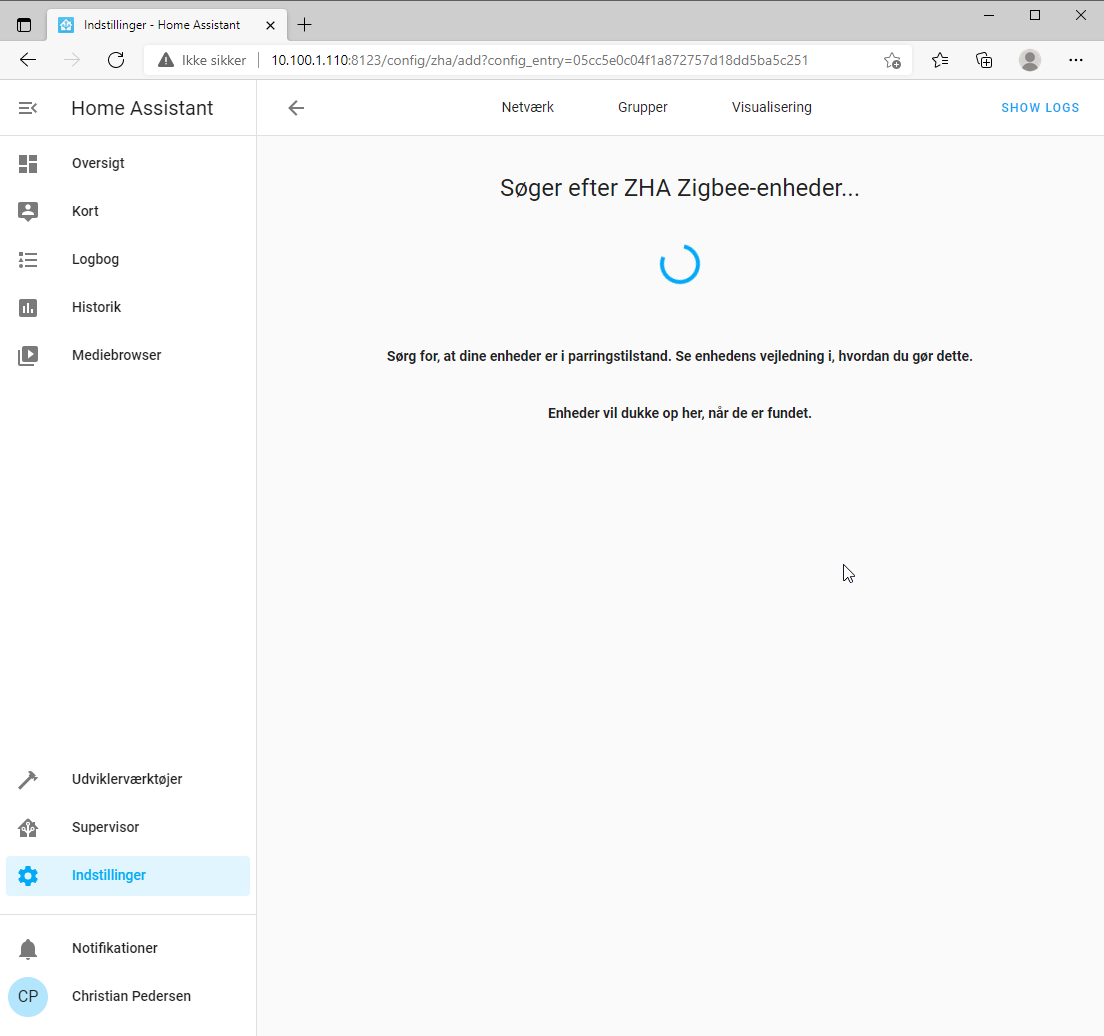 Indstillinger - Home Assistant
Ikke sikker
10.100.1.110:8123/config/zha/add?config_entry=05cc5e0c04f1a872757d18dd5ba5c251
Home Assistant
Netværk
Grupper
Visualisering
SHOW LOGS
Oversigt
Kort
Logbog
Historik
Mediebrowser
Søger efter ZHA Zigbee-enheder...
Sørg for, at dine enheder er i parringstilstand. Se enhedens vejledning i, hvordan du gør dette.
Enheder vil dukke op her, når de er fundet.
Udviklerværktøjer
Supervisor
Indstillinger
Notifikationer
CP
Christian Pedersen